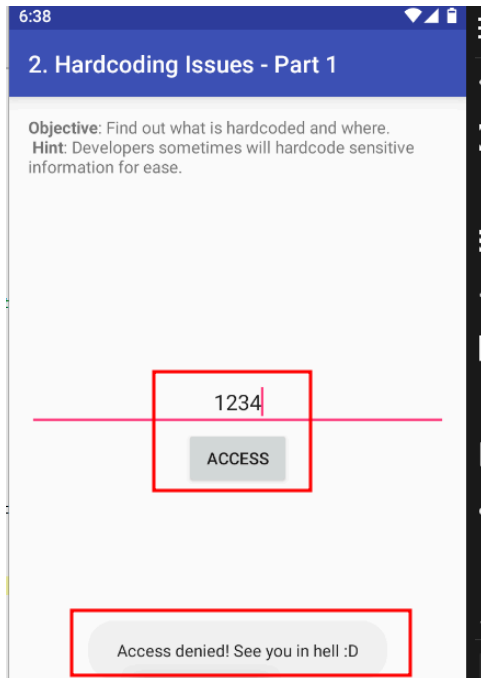 6:38
2. Hardcoding Issues - Part 1
Objective: Find out what is hardcoded and where.
Hint: Developers sometimes will hardcode sensitive
information for ease.
1234
ACCESS
Access denied! See you in hell :D